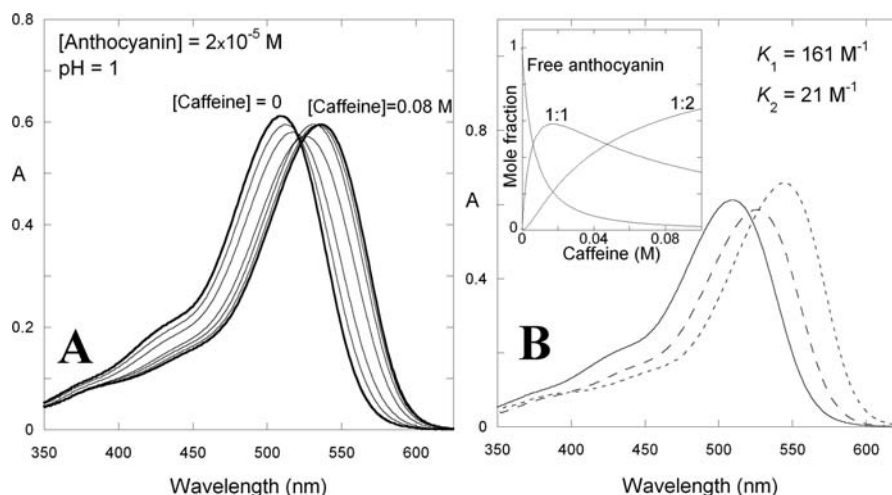 0.8
[Anthocyanin] = 2×10⁻⁵ M
pH = 1
[Caffeine] = 0
[Caffeine]=0.08 M
0.6
A
0.4
0.2
0
A
350 400 450 500 550 600
Wavelength (nm)
1
Free anthocyanin
1:1
1:2
Mole fraction
0
0 0.04 0.08
Caffeine (M)
K₁ = 161 M⁻¹
K₂ = 21 M⁻¹
0.8
A
0.4
0
B
350 400 450 500 550 600
Wavelength (nm)